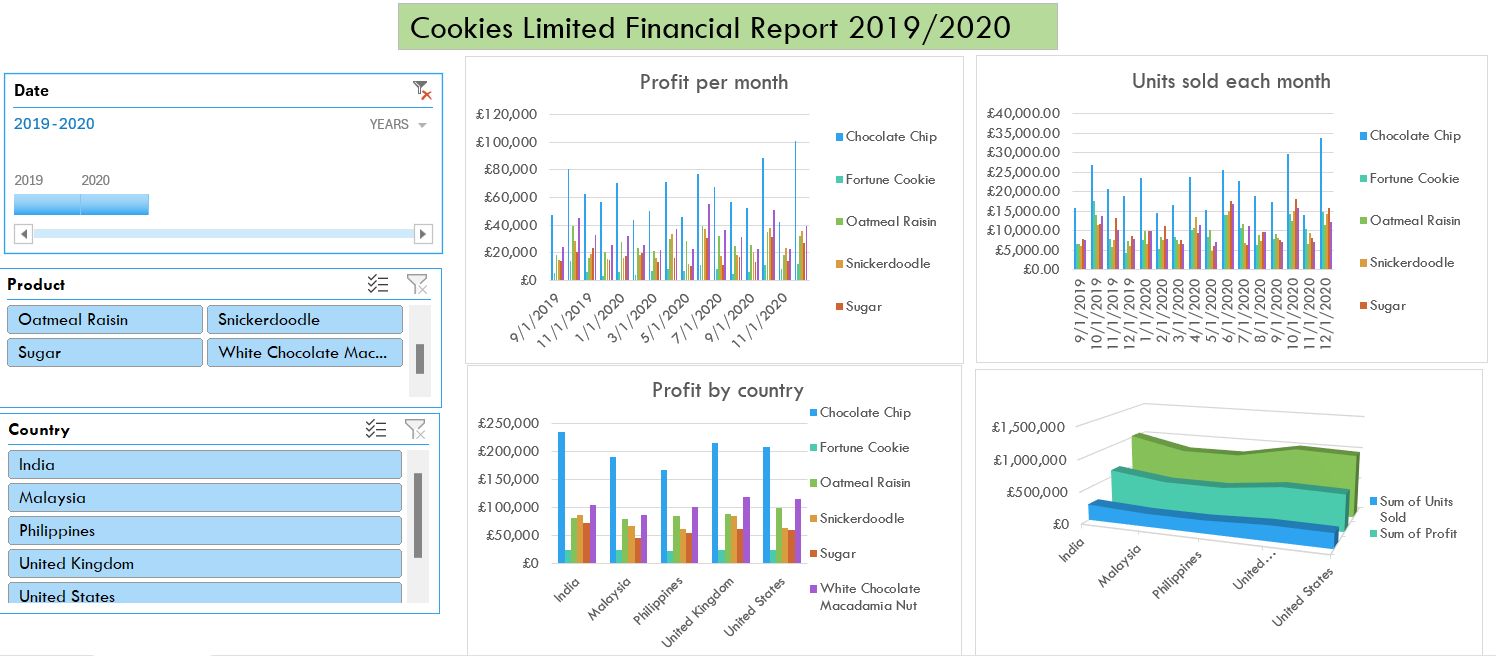 Cookies Limited Financial Report 2019/2020
Date
2019 - 2020
YEARS
2019
2020
Product
Oatmeal Raisin
Snickerdoodle
Sugar
White Chocolate Mac...
Country
India
Malaysia
Philippines
United Kingdom
United States
Profit per month
£120,000
£100,000
£80,000
£60,000
£40,000
£20,000
£0
9/1/2019
11/1/2019
1/1/2020
3/1/2020
5/1/2020
7/1/2020
9/1/2020
11/1/2020
Chocolate Chip
Fortune Cookie
Oatmeal Raisin
Snickerdoodle
Sugar
Units sold each month
£40,000.00
£35,000.00
£30,000.00
£25,000.00
£20,000.00
£15,000.00
£10,000.00
£5,000.00
£0.00
9/1/2019
10/1/2019
11/1/2019
12/1/2019
1/1/2020
2/1/2020
3/1/2020
4/1/2020
5/1/2020
6/1/2020
7/1/2020
8/1/2020
9/1/2020
10/1/2020
11/1/2020
12/1/2020
Chocolate Chip
Fortune Cookie
Oatmeal Raisin
Snickerdoodle
Sugar
Profit by country
£250,000
£200,000
£150,000
£100,000
£50,000
£0
India
Malaysia
Philippines
United Kingdom
United States
Chocolate Chip
Fortune Cookie
Oatmeal Raisin
Snickerdoodle
Sugar
White Chocolate
Macadamia Nut
£1,500,000
£1,000,000
£500,000
£0
India
Malaysia
Philippines
United...
United States
Sum of Units
Sold
Sum of Profit